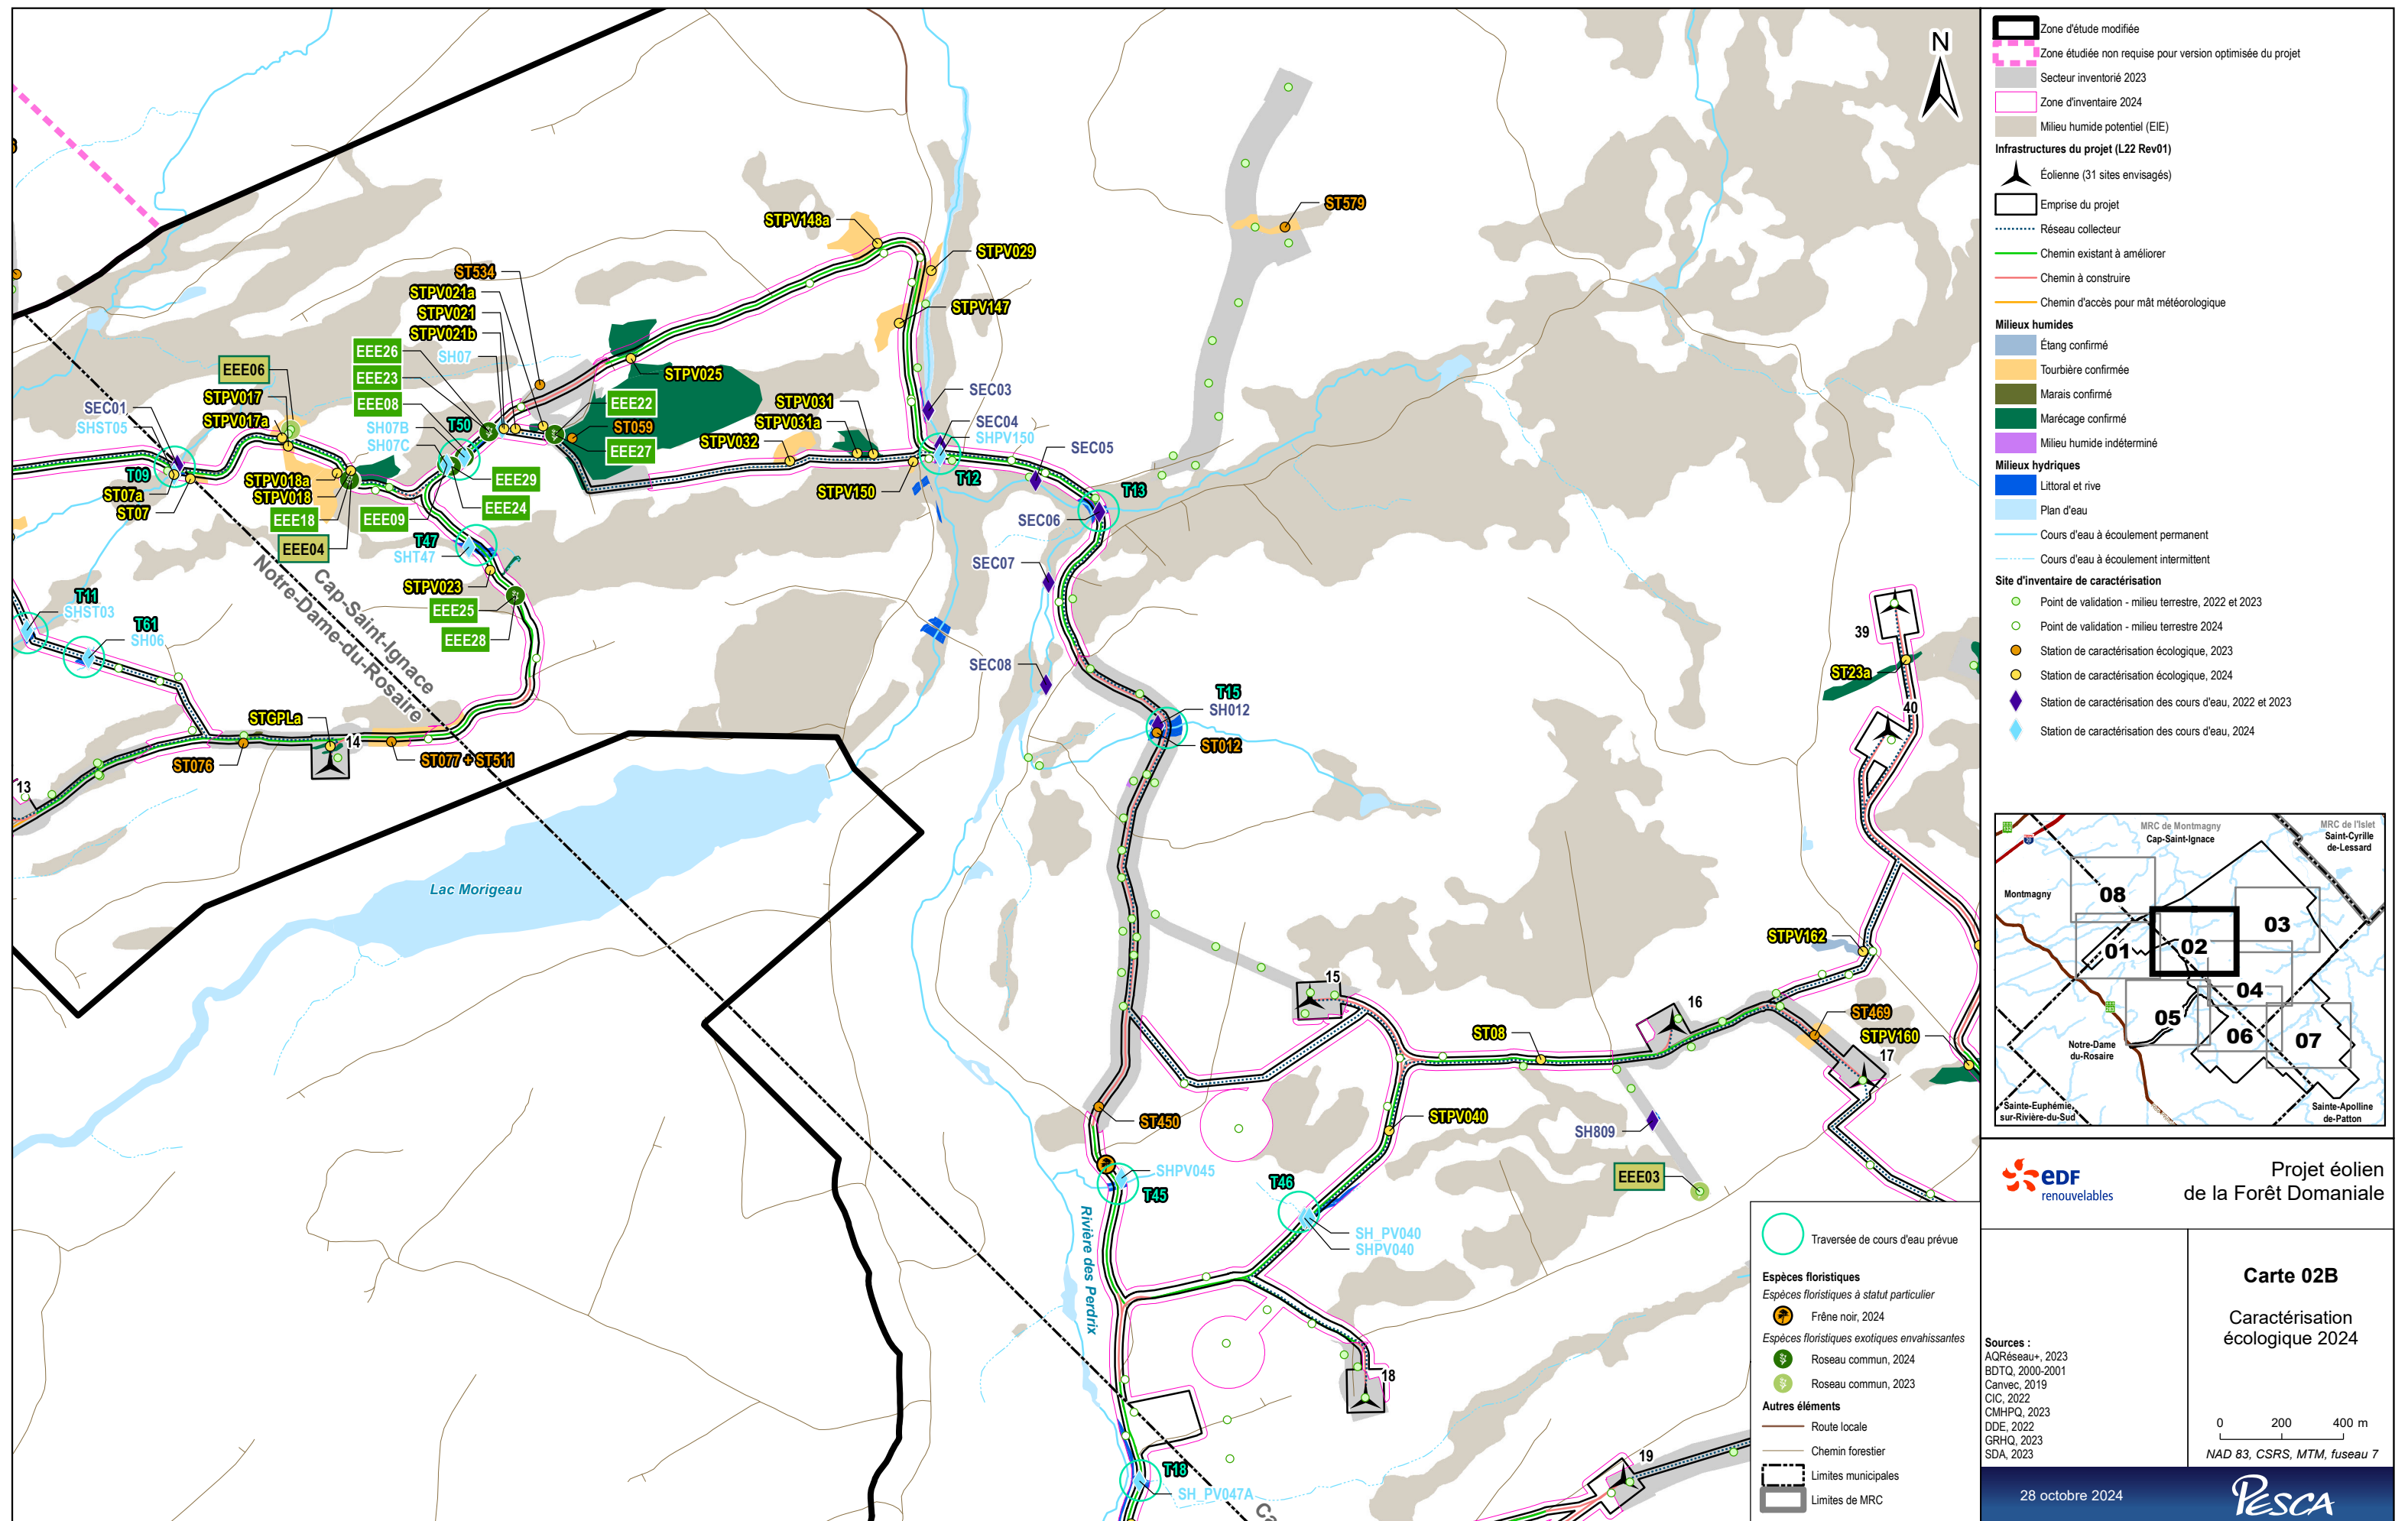 N
ST579
STPV148a
STPV029
ST534
STPV021a
STPV021
STPV021b
SH07
STPV147
EEE26
EEE06
EEE23
STPV025
SEC03
STPV017
EEE08
EEE22
STPV031
SEC01
SEC04
STPV017a
T50
ST059
STPV031a
SHPV150
SHST05
SH07B
STPV032
SEC05
SH07C
EEE27
T09
STPV018a
EEE29
T12
ST07a
STPV018
STPV150
T13
ST07
EEE24
EEE18
EEE09
SEC06
EEE04
T47
SHT47
SEC07
Cap-Saint-Ignace
Notre-Dame-du-Rosaire
STPV023
T11
EEE25
SHST03
T61
39
SH06
EEE28
SEC08
ST23a
T15
SH012
40
STGPLa
14
ST012
ST076
ST077 + ST511
13
Lac Morigeau
STPV162
15
16
ST469
ST08
STPV160
17
ST450
STPV040
SH809
SHPV045
EEE03
T45
T46
Rivière des Perdrix
SH_PV040
SHPV040
18
19
T18
SH_PV047A
Ca
Zone d'étude modifiée
Zone étudiée non requise pour version optimisée du projet
Secteur inventorié 2023
Zone d'inventaire 2024
Milieu humide potentiel (EIE)
Infrastructures du projet (L22 Rev01)
Éolienne (31 sites envisagés)
Emprise du projet
Réseau collecteur
Chemin existant à améliorer
Chemin à construire
Chemin d'accès pour mât météorologique
Milieux humides
Étang confirmé
Tourbière confirmée
Marais confirmé
Marécage confirmé
Milieu humide indéterminé
Milieux hydriques
Littoral et rive
Plan d'eau
Cours d'eau à écoulement permanent
Cours d'eau à écoulement intermittent
Site d'inventaire de caractérisation
Point de validation - milieu terrestre, 2022 et 2023
Point de validation - milieu terrestre 2024
Station de caractérisation écologique, 2023
Station de caractérisation écologique, 2024
Station de caractérisation des cours d'eau, 2022 et 2023
Station de caractérisation des cours d'eau, 2024
MRC de Montmagny
Cap-Saint-Ignace
MRC de l'Islet
Saint-Cyrille
de-Lessard
Montmagny
08
03
01
02
04
05
06
07
Notre-Dame
du-Rosaire
Sainte-Euphémie
sur-Rivière-du-Sud
Sainte-Apolline
de-Patton
Traversée de cours d'eau prévue
Espèces floristiques
Espèces floristiques à statut particulier
Frêne noir, 2024
Espèces floristiques exotiques envahissantes
Roseau commun, 2024
Roseau commun, 2023
Autres éléments
Route locale
Chemin forestier
Limites municipales
Limites de MRC
eDF
renouvelables
Projet éolien
de la Forêt Domaniale
Carte 02B
Caractérisation
écologique 2024
Sources :
AQRéseau+, 2023
BDTQ, 2000-2001
Canvec, 2019
CIC, 2022
CMHPQ, 2023
DDE, 2022
GRHQ, 2023
SDA, 2023
0 200 400 m
NAD 83, CSRS, MTM, fuseau 7
28 octobre 2024
PESCA